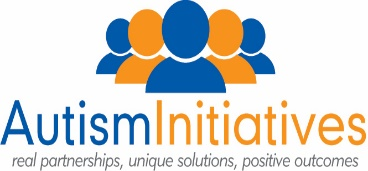 AutismInitiatives
real partnerships, unique solutions, positive outcomes